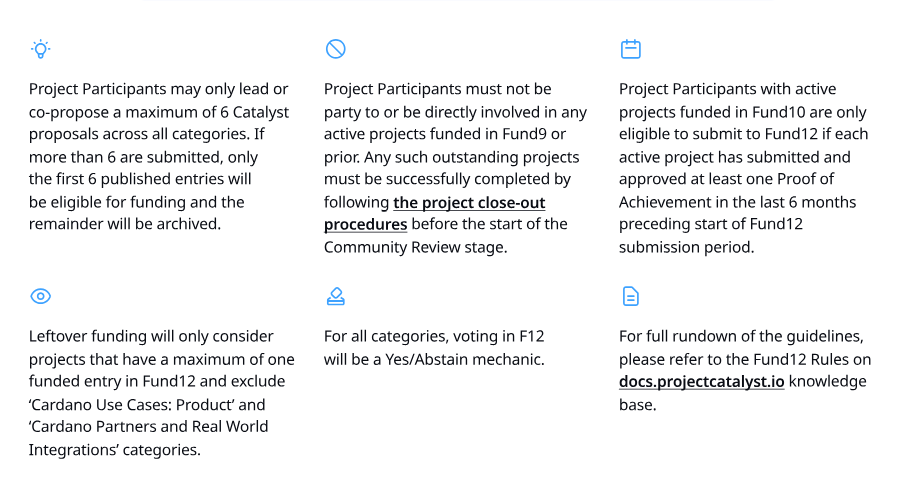 Project Participants may only lead or
co-propose a maximum of 6 Catalyst
proposals across all categories. If
more than 6 are submitted, only
the first 6 published entries will
be eligible for funding and the
remainder will be archived.
Project Participants must not be
party to or be directly involved in any
active projects funded in Fund9 or
prior. Any such outstanding projects
must be successfully completed by
following the project close-out
procedures before the start of the
Community Review stage.
Project Participants with active
projects funded in Fund10 are only
eligible to submit to Fund12 if each
active project has submitted and
approved at least one Proof of
Achievement in the last 6 months
preceding start of Fund12
submission period.
Leftover funding will only consider
projects that have a maximum of one
funded entry in Fund12 and exclude
‘Cardano Use Cases: Product’ and
‘Cardano Partners and Real World
Integrations’ categories.
For all categories, voting in F12
will be a Yes/Abstain mechanic.
For full rundown of the guidelines,
please refer to the Fund12 Rules on
docs.projectcatalyst.io knowledge
base.